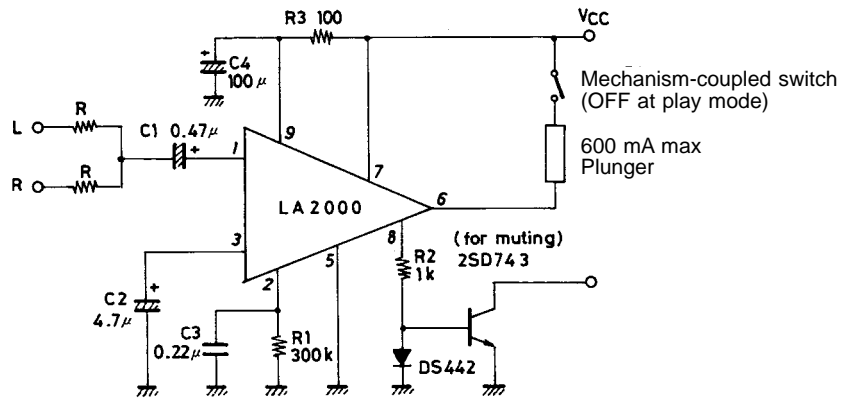 R3 100
VCC
C4
100μ
Mechanism-coupled switch
(OFF at play mode)
R
L
C1 0.47μ
9
1
7
600 mA max
Plunger
R
R
LA2000
6
3
8
(for muting)
2SD743
5
R2
1k
2
C2
4.7μ
C3
0.22μ
R1
300k
DS442